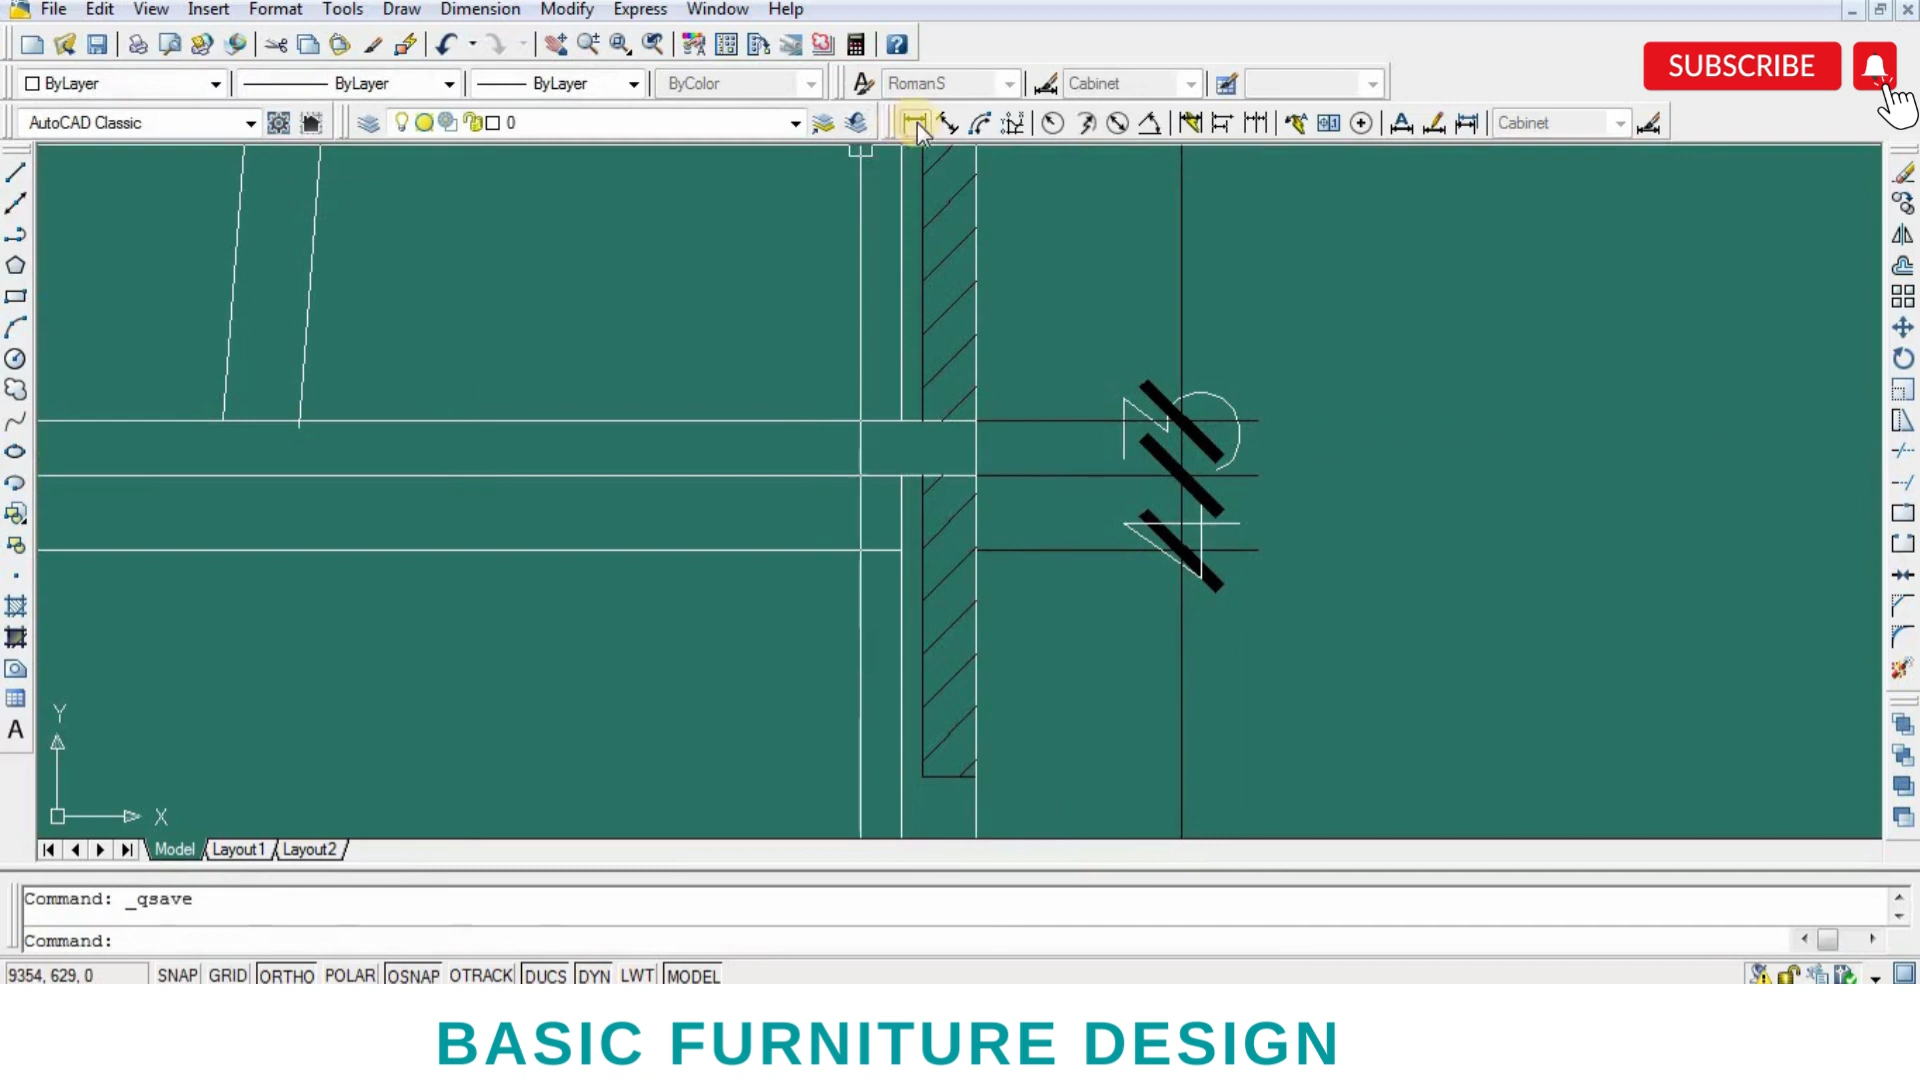 File Edit View Insert Format Tools Draw Dimension Modify Express Window Help
SUBSCRIBE
ByLayer ByLayer ByLayer ByColor RomanS Cabinet
AutoCAD Classic 0 Cabinet
24
Y
X
Model Layout1 Layout2
Command: _qsave
Command:
9354, 629, 0 SNAP GRID ORTHO POLAR OSNAP OTRACK DUCS DYN LWT MODEL
BASIC FURNITURE DESIGN